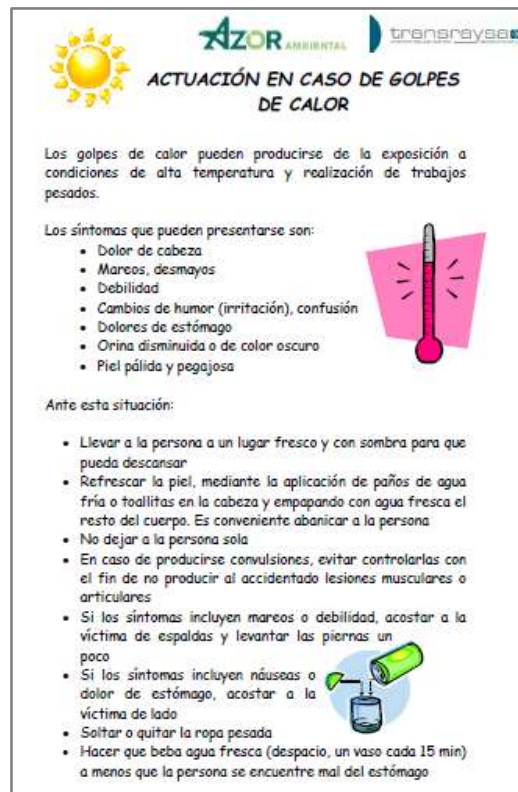 AZOR AMBIENTAL
transraysa
ACTUACIÓN EN CASO DE GOLPES
DE CALOR
Los golpes de calor pueden producirse de la exposición a
condiciones de alta temperatura y realización de trabajos
pesados.
Los síntomas que pueden presentarse son:
• Dolor de cabeza
• Mareos, desmayos
• Debilidad
• Cambios de humor (irritación), confusión
• Dolores de estómago
• Orina disminuida o de color oscuro
• Piel pálida y pegajosa
Ante esta situación:
• Llevar a la persona a un lugar fresco y con sombra para que
pueda descansar
• Refrescar la piel, mediante la aplicación de paños de agua
fría o toallitas en la cabeza y empapando con agua fresca el
resto del cuerpo. Es conveniente abanicar a la persona
• No dejar a la persona sola
• En caso de producirse convulsiones, evitar controlarlas con
el fin de no producir al accidentado lesiones musculares o
articulares
• Si los síntomas incluyen mareos o debilidad, acostar a la
víctima de espaldas y levantar las piernas un
poco
• Si los síntomas incluyen náuseas o
dolor de estómago, acostar a la
víctima de lado
• Soltar o quitar la ropa pesada
• Hacer que beba agua fresca (despacio, un vaso cada 15 min)
a menos que la persona se encuentre mal del estómago